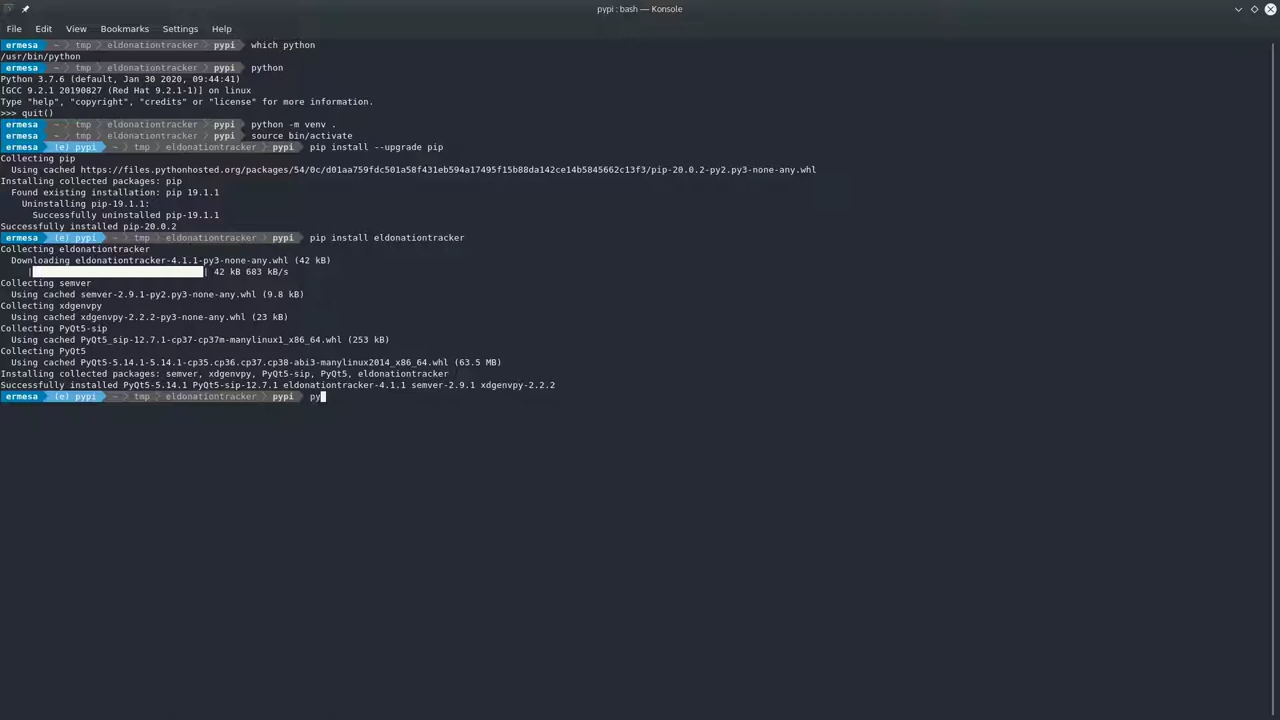 pypi : bash — Konsole
File Edit View Bookmarks Settings Help
ermesa ~ tmp eldonationtracker pypi which python
/usr/bin/python
ermesa ~ tmp eldonationtracker pypi python
Python 3.7.6 (default, Jan 30 2020, 09:44:41)
[GCC 9.2.1 20190827 (Red Hat 9.2.1-1)] on linux
Type "help", "copyright", "credits" or "license" for more information.
>>> quit()
ermesa ~ tmp eldonationtracker pypi python -m venv .
ermesa ~ tmp eldonationtracker pypi source bin/activate
ermesa (e) pypi ~ tmp eldonationtracker pypi pip install --upgrade pip
Collecting pip
Using cached https://files.pythonhosted.org/packages/54/0c/d01aa759fdc501a58f431eb594a17495f15b88da142ce14b5845662c13f3/pip-20.0.2-py2.py3-none-any.whl
Installing collected packages: pip
Found existing installation: pip 19.1.1
Uninstalling pip-19.1.1:
Successfully uninstalled pip-19.1.1
Successfully installed pip-20.0.2
ermesa (e) pypi ~ tmp eldonationtracker pypi pip install eldonationtracker
Collecting eldonationtracker
Downloading eldonationtracker-4.1.1-py3-none-any.whl (42 kB)
| | 42 kB 683 kB/s
Collecting semver
Using cached semver-2.9.1-py2.py3-none-any.whl (9.8 kB)
Collecting xdgenvpy
Using cached xdgenvpy-2.2.2-py3-none-any.whl (23 kB)
Collecting PyQt5-sip
Using cached PyQt5_sip-12.7.1-cp37-cp37m-manylinux1_x86_64.whl (253 kB)
Collecting PyQt5
Using cached PyQt5-5.14.1-5.14.1-cp35.cp36.cp37.cp38-abi3-manylinux2014_x86_64.whl (63.5 MB)
Installing collected packages: semver, xdgenvpy, PyQt5-sip, PyQt5, eldonationtracker
Successfully installed PyQt5-5.14.1 PyQt5-sip-12.7.1 eldonationtracker-4.1.1 semver-2.9.1 xdgenvpy-2.2.2
ermesa (e) pypi ~ tmp eldonationtracker pypi py